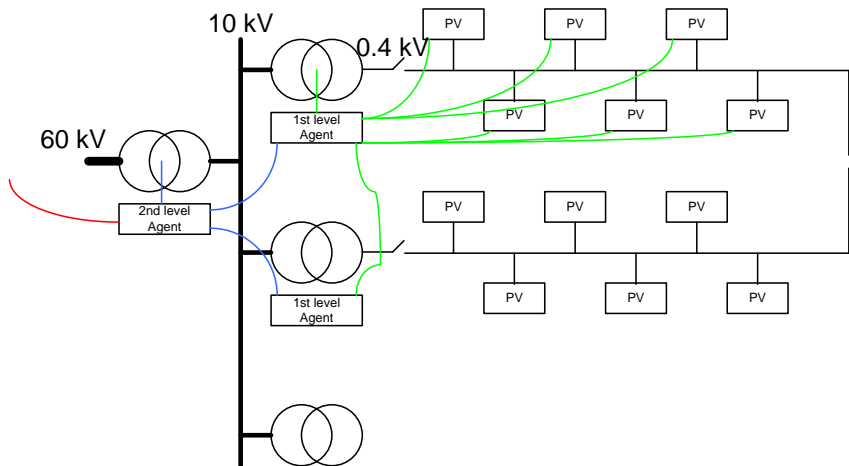 10 kV
PV
PV
PV
0.4 kV
1st level
Agent
PV
PV
PV
60 kV
2nd level
Agent
PV
PV
PV
1st level
Agent
PV
PV
PV